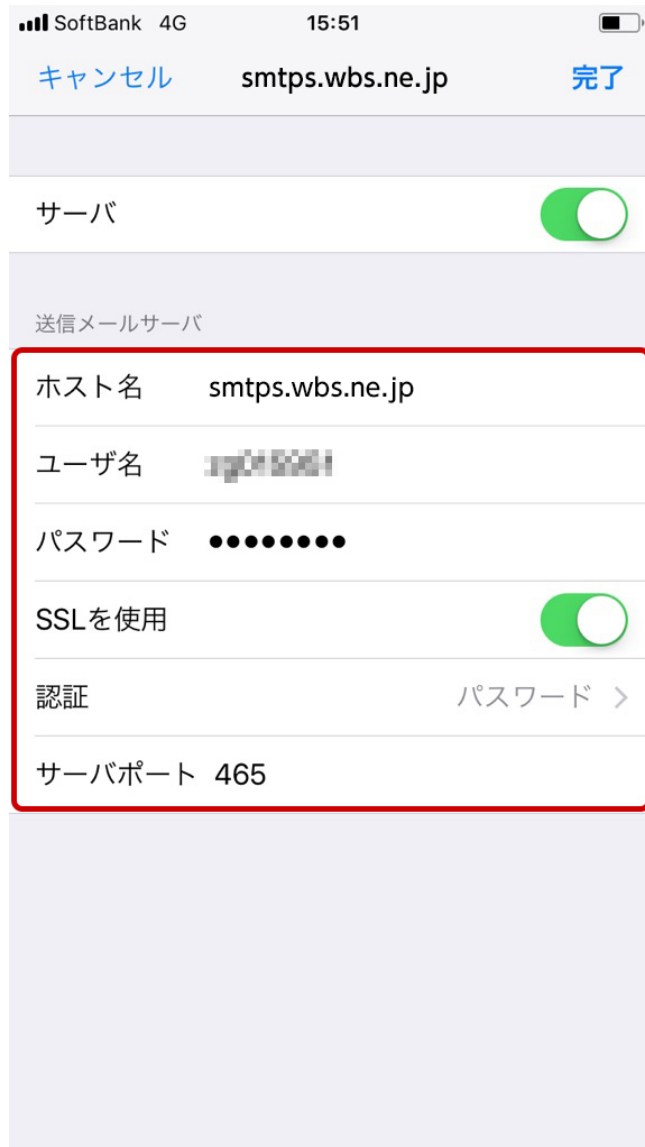 SoftBank 4G 15:51
キャンセル smtps.wbs.ne.jp 完了
サーバ
送信メールサーバ
ホスト名 smtps.wbs.ne.jp
ユーザ名
パスワード ●●●●●●●●
SSLを使用
認証 パスワード
サーバポート 465